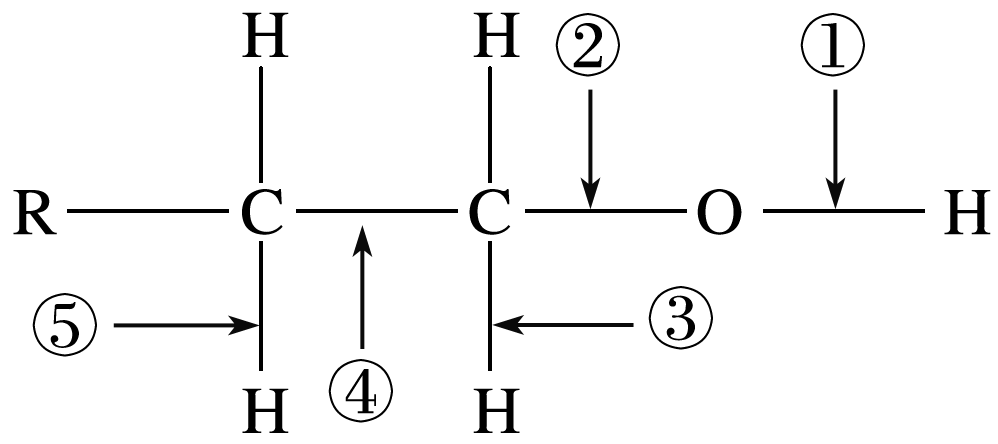 H H ② ①
R C C O H
⑤ ③
④
H H